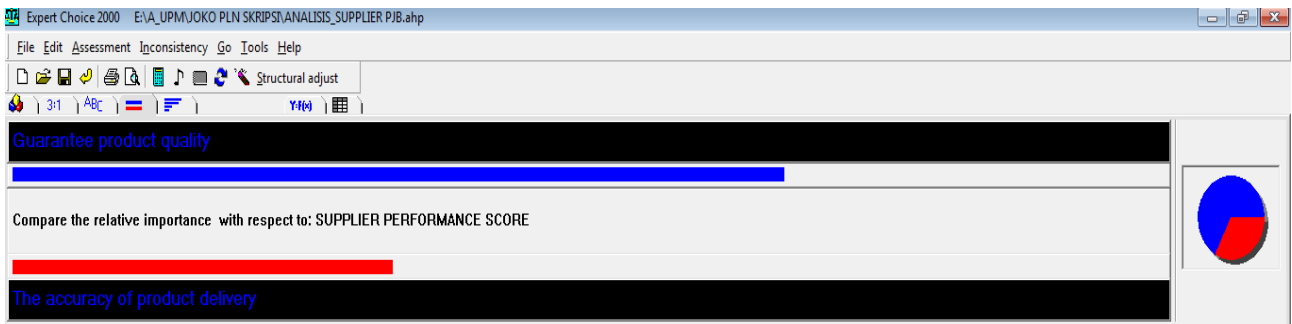 Expert Choice 2000 E:\A_UPM\JOKO PLN SKRIPSI\ANALISIS_SUPPLIER PJB.ahp
File Edit Assessment Inconsistency Go Tools Help
Structural adjust
3:1 ABC Y=f(x)
Guarantee product quality
Compare the relative importance with respect to: SUPPLIER PERFORMANCE SCORE
The accuracy of product delivery